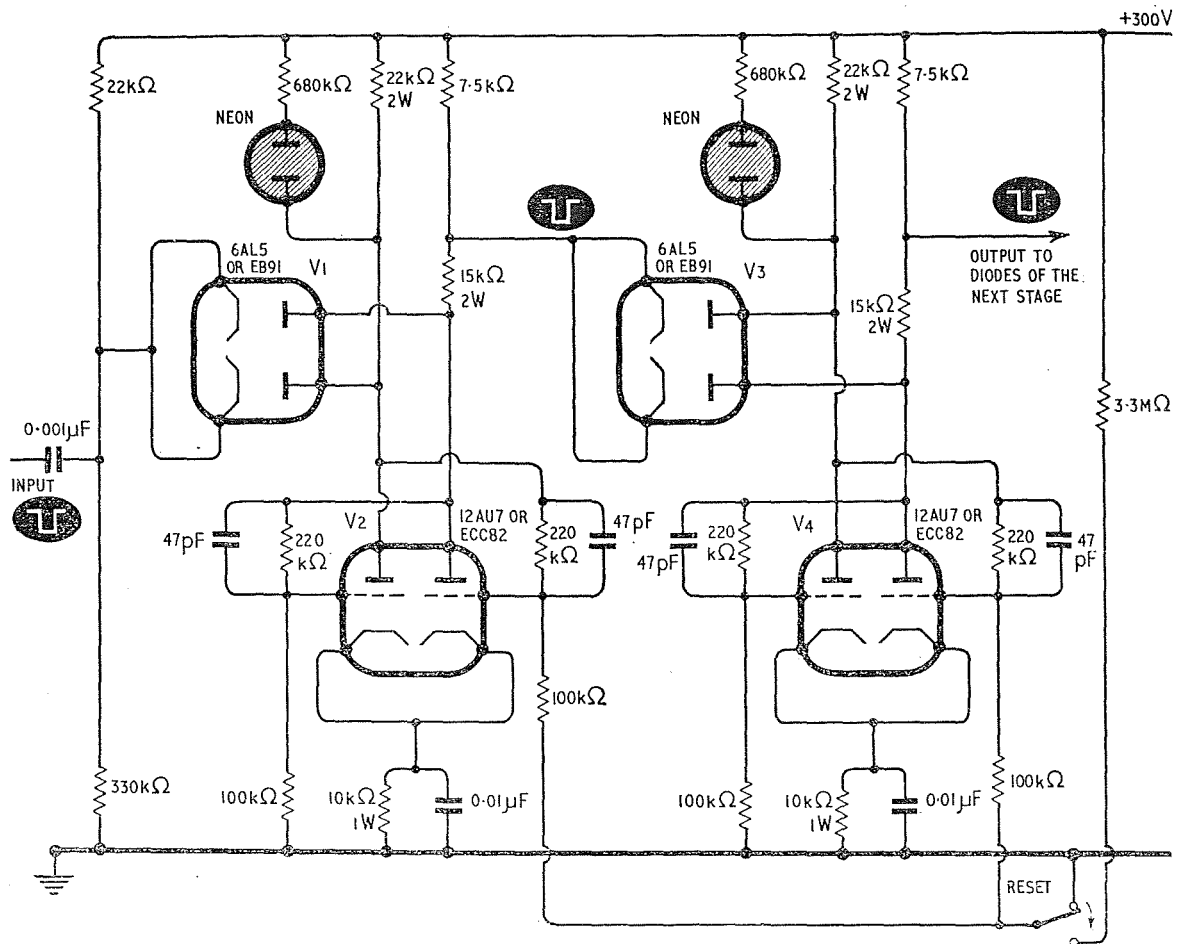 +300V
22kΩ
680kΩ
22kΩ
2W
7·5kΩ
680kΩ
22kΩ
2W
7·5kΩ
NEON
NEON
6AL5
OR EB91
V1
15kΩ
2W
6AL5
OR EB91
V3
OUTPUT TO
DIODES OF THE
NEXT STAGE
15kΩ
2W
3·3MΩ
0·001µF
INPUT
47pF
220
kΩ
V2
12AU7 OR
ECC82
220
kΩ
47pF
47pF
220
kΩ
V4
12AU7 OR
ECC82
220
kΩ
47
pF
100kΩ
330kΩ
100kΩ
10kΩ
1W
0·01µF
100kΩ
10kΩ
1W
0·01µF
100kΩ
RESET